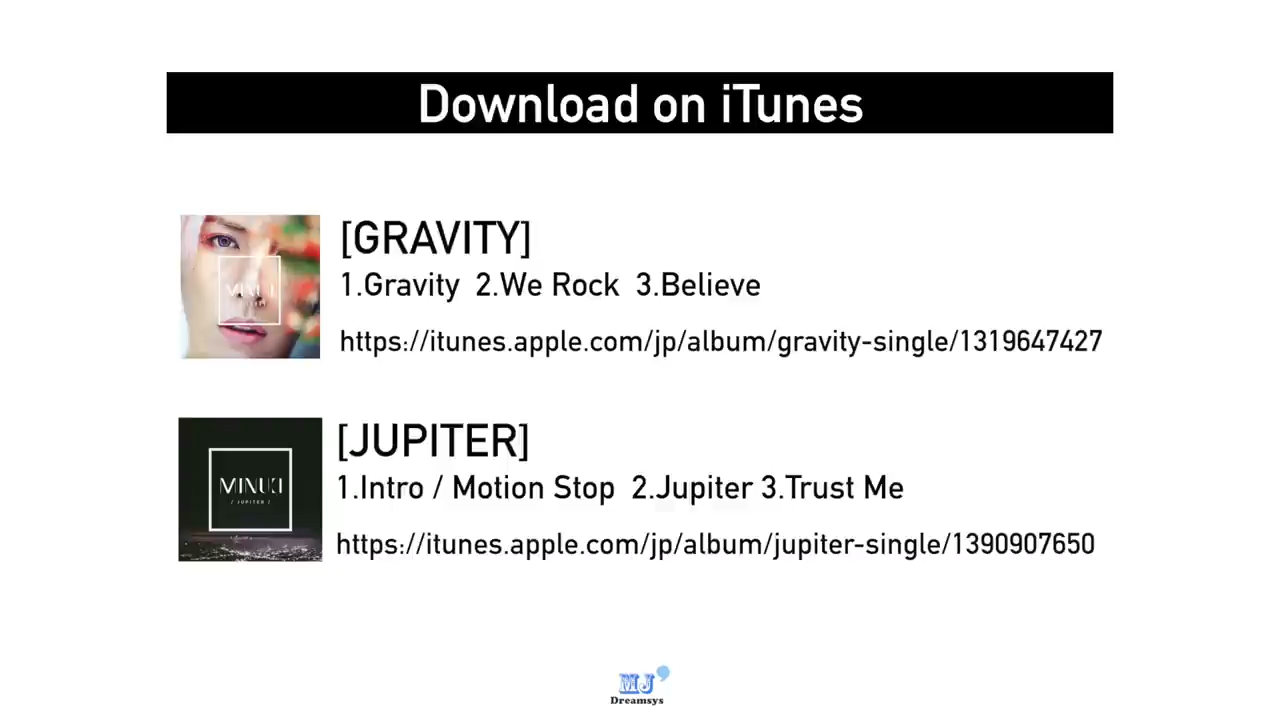 Download on iTunes
[GRAVITY]
1.Gravity 2.We Rock 3.Believe
https://itunes.apple.com/jp/album/gravity-single/1319647427
MINUKI
/ JUPITER /
[JUPITER]
1.Intro / Motion Stop 2.Jupiter 3.Trust Me
https://itunes.apple.com/jp/album/jupiter-single/1390907650
MJ
Dreamsys